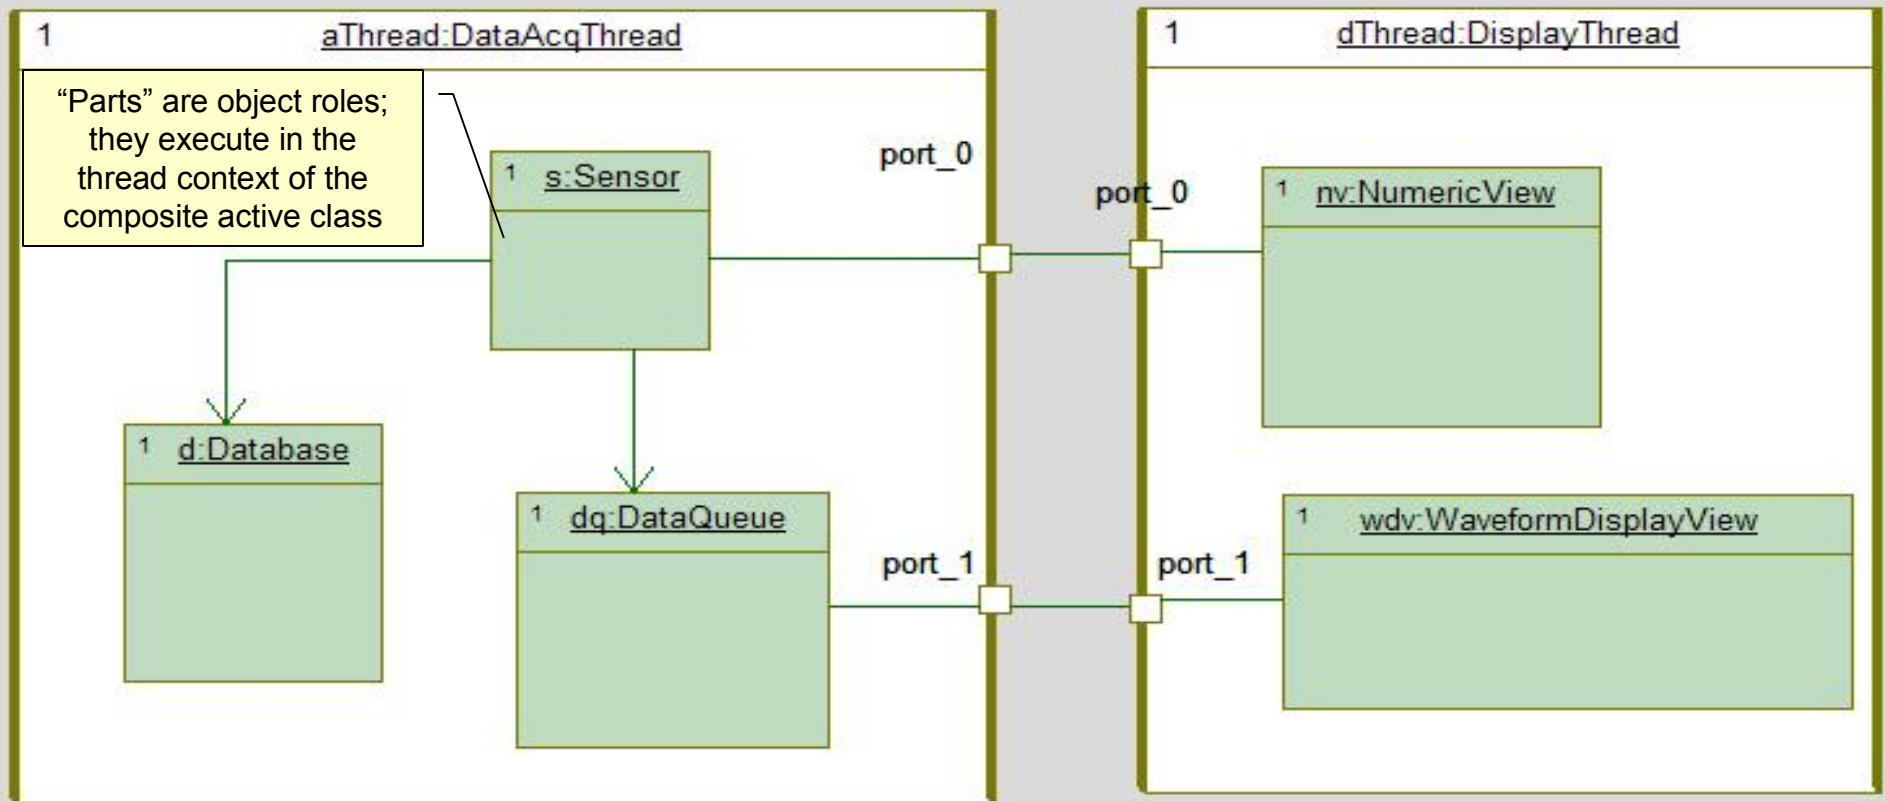 1 aThread:DataAcqThread
“Parts” are object roles;
they execute in the
thread context of the
composite active class
1 s:Sensor
port_0
1 d:Database
1 dq:DataQueue
port_1
1 dThread:DisplayThread
port_0
1 nv:NumericView
port_1
1 wdv:WaveformDisplayView